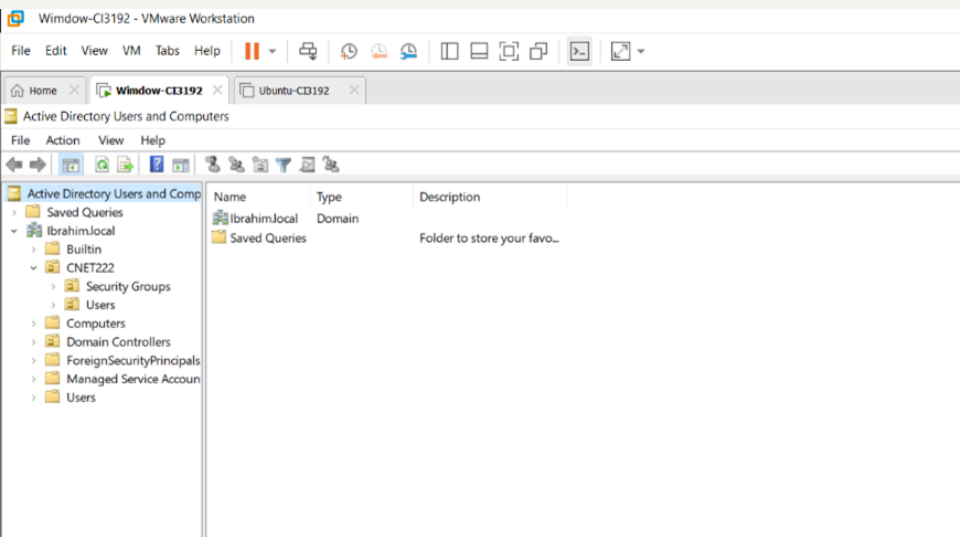 Wimdow-CI3192 - VMware Workstation
File Edit View VM Tabs Help
Home Wimdow-CI3192 Ubuntu-CI3192
Active Directory Users and Computers
File Action View Help
Active Directory Users and Comp
Saved Queries
Ibrahim.local
Builtin
CNET222
Security Groups
Users
Computers
Domain Controllers
ForeignSecurityPrincipals
Managed Service Accoun
Users
Name Type Description
Ibrahim.local Domain
Saved Queries Folder to store your favo...